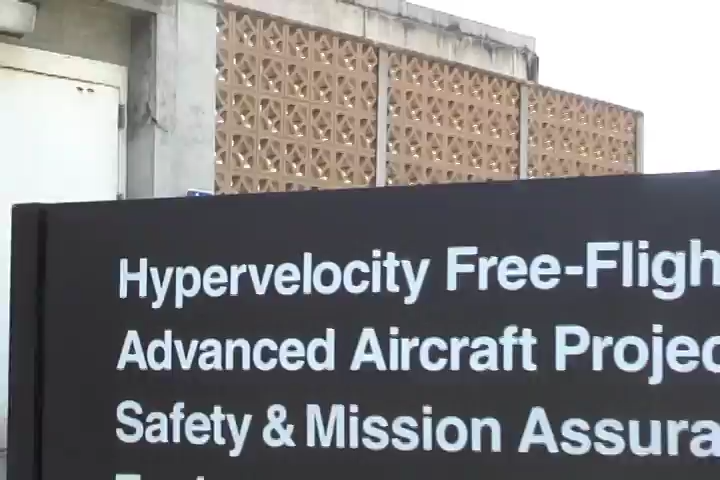 Hypervelocity Free-Fligh
Advanced Aircraft Projec
Safety & Mission Assura